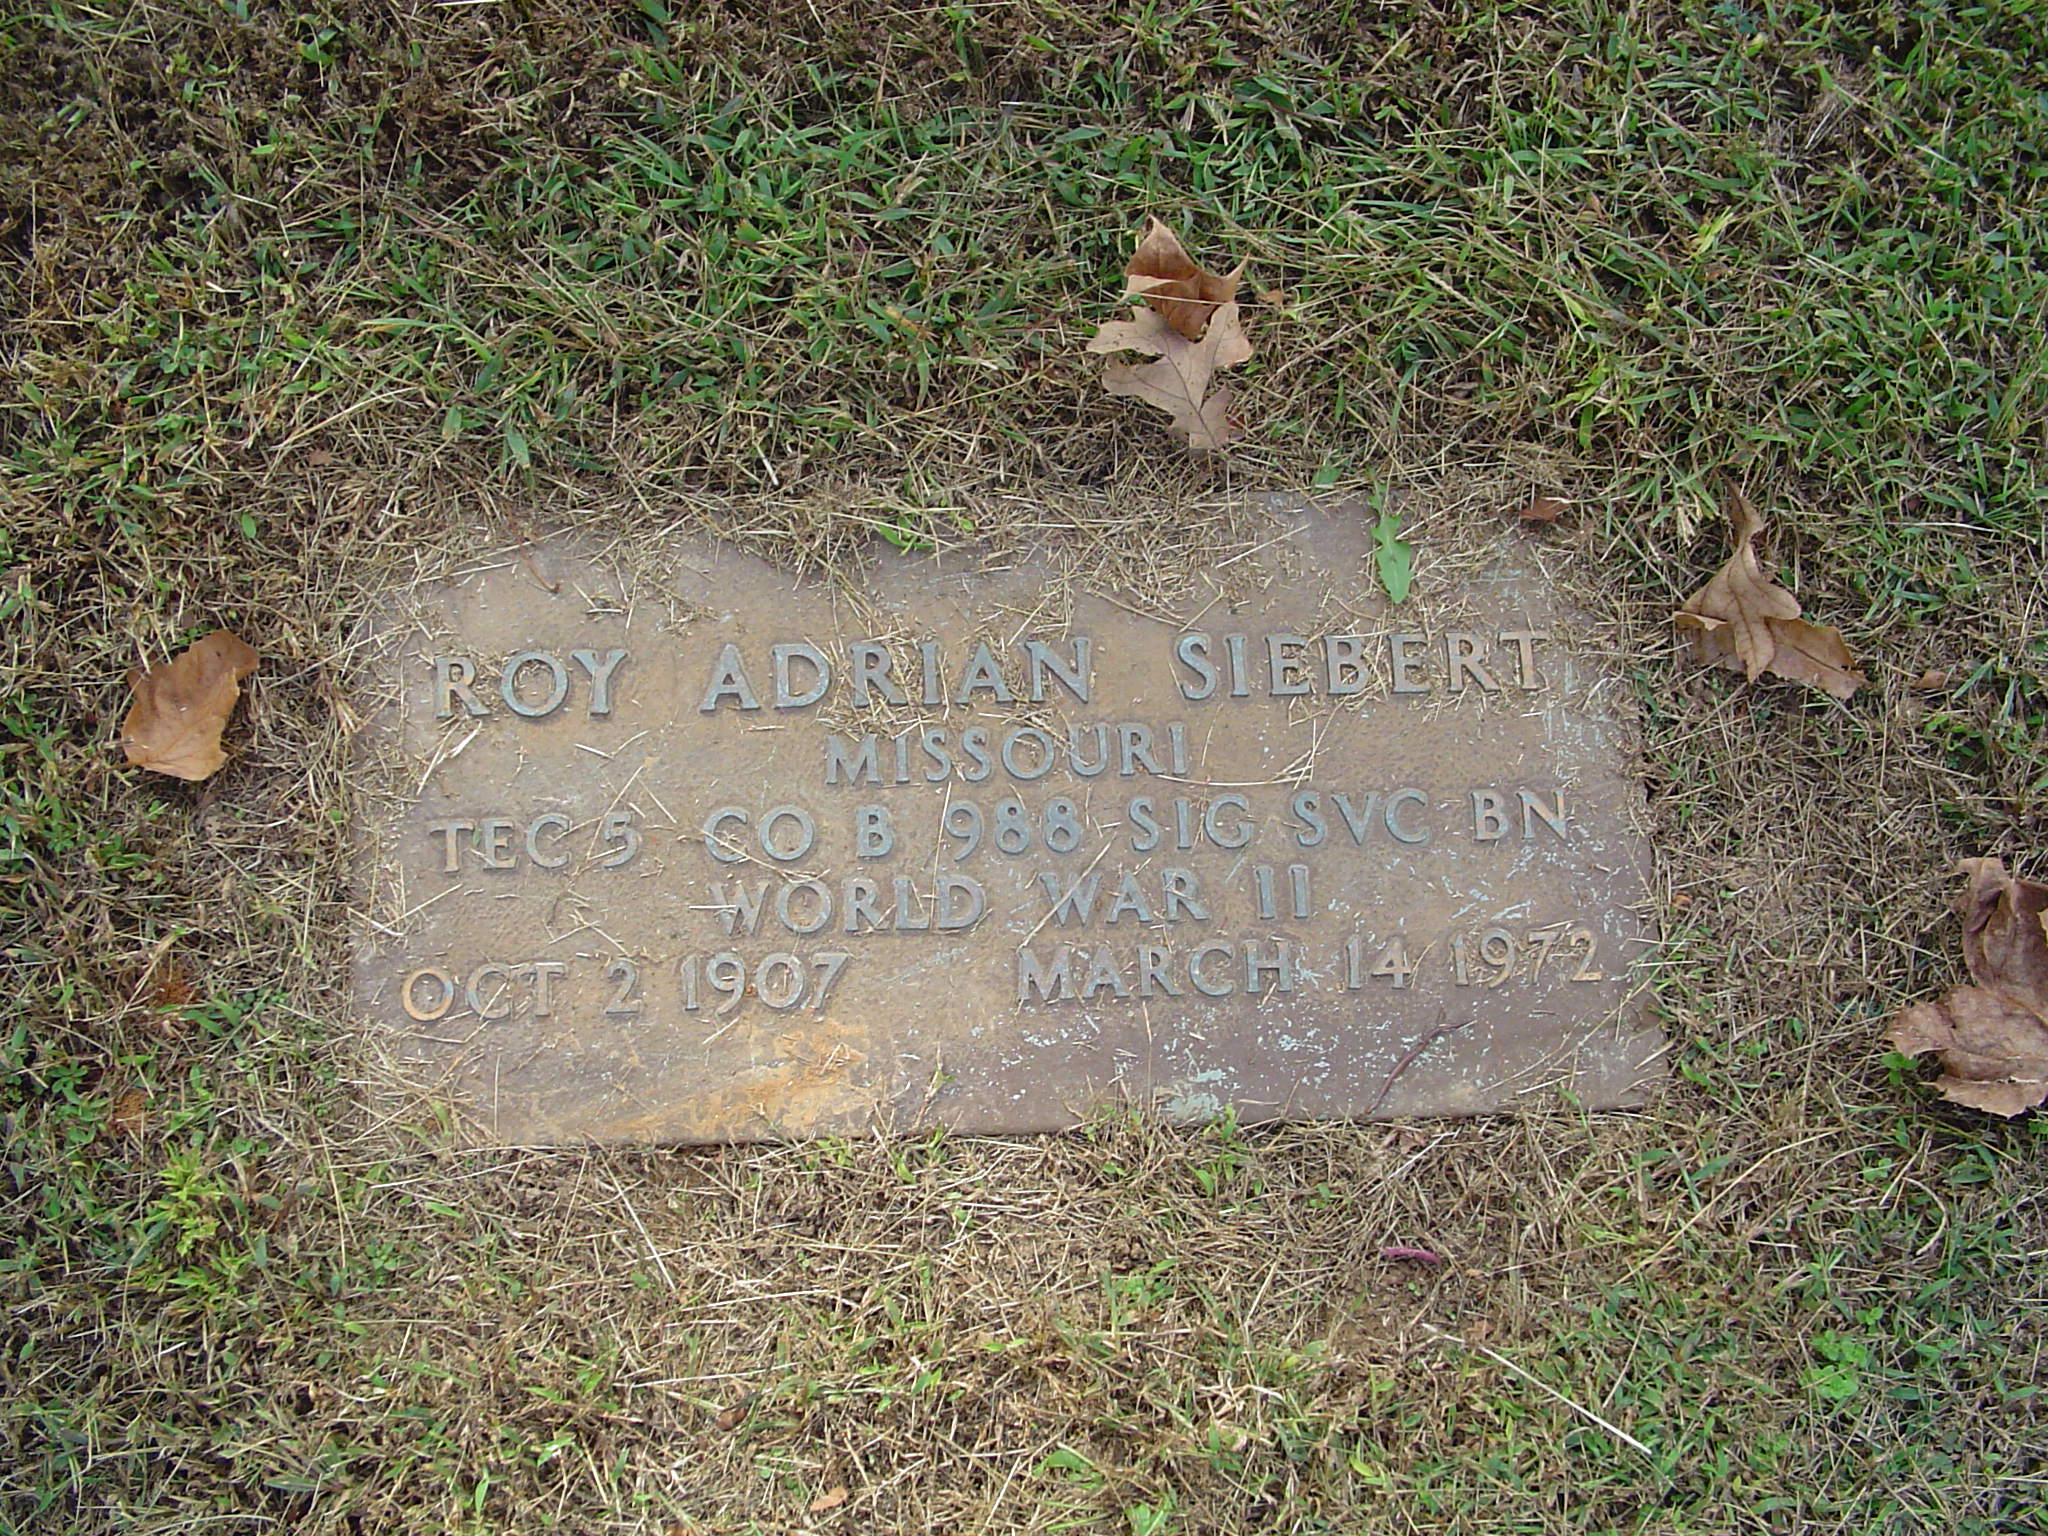 ROY ADRIAN SIEBERT
MISSOURI
TEC 5 CO B 988 SIG SVC BN
WORLD WAR II
OCT 2 1907 MARCH 14 1972